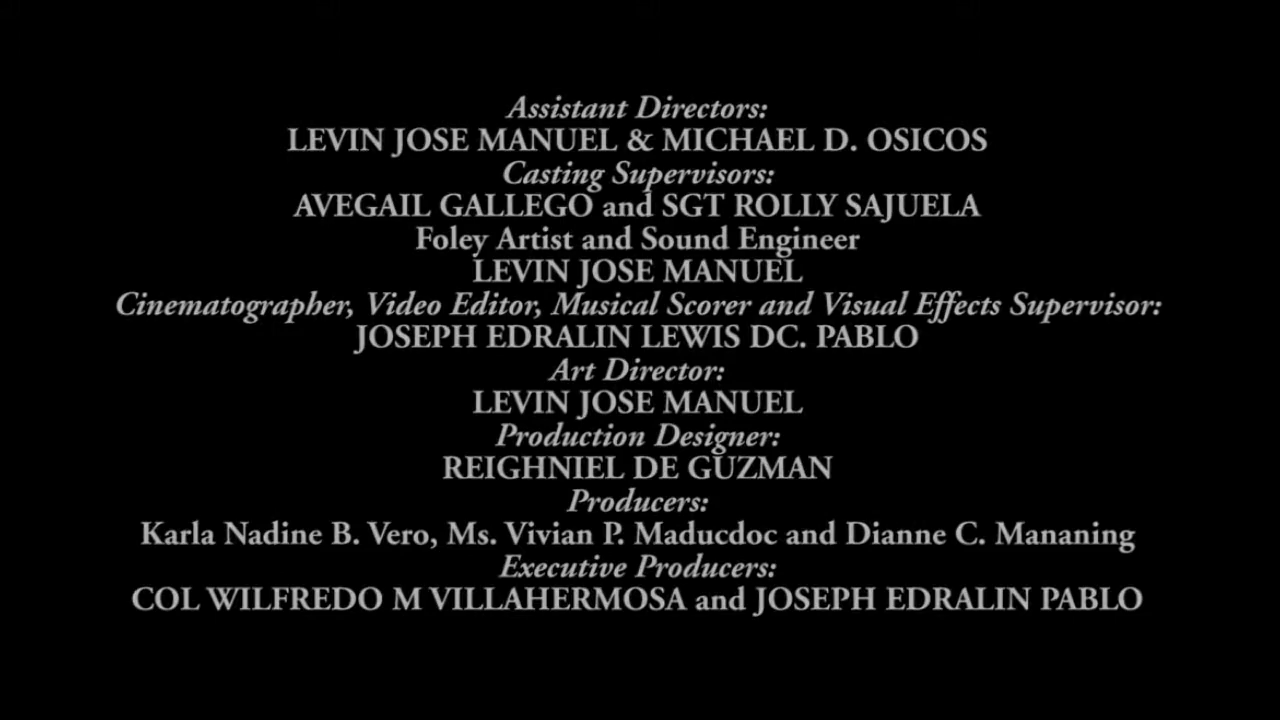 Assistant Directors:
LEVIN JOSE MANUEL & MICHAEL D. OSICOS
Casting Supervisors:
AVEGAIL GALLEGO and SGT ROLLY SAJUELA
Foley Artist and Sound Engineer
LEVIN JOSE MANUEL
Cinematographer, Video Editor, Musical Scorer and Visual Effects Supervisor:
JOSEPH EDRALIN LEWIS DC. PABLO
Art Director:
LEVIN JOSE MANUEL
Production Designer:
REIGHNIEL DE GUZMAN
Producers:
Karla Nadine B. Vero, Ms. Vivian P. Maducdoc and Dianne C. Mananing
Executive Producers:
COL WILFREDO M VILLAHERMOSA and JOSEPH EDRALIN PABLO